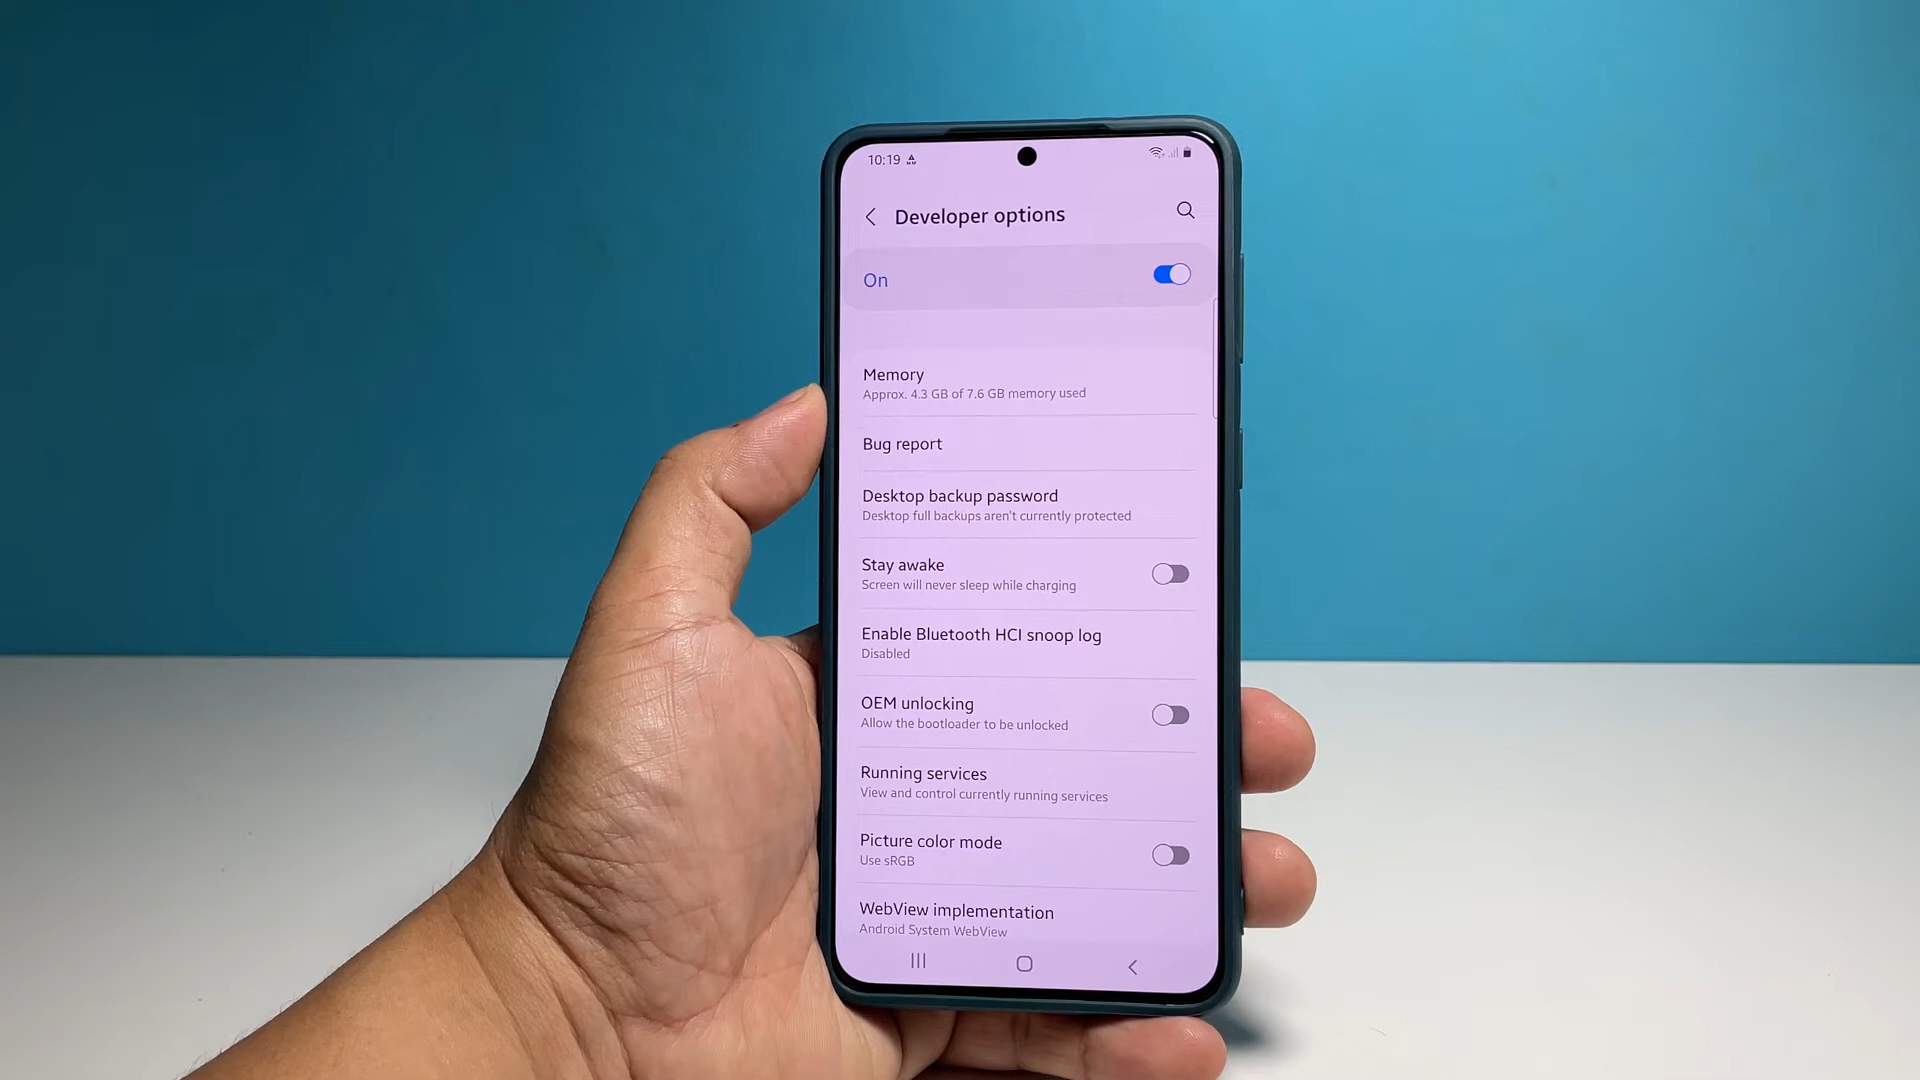 10:19
Developer options
On
Memory
Approx. 4.3 GB of 7.6 GB memory used
Bug report
Desktop backup password
Desktop full backups aren't currently protected
Stay awake
Screen will never sleep while charging
Enable Bluetooth HCI snoop log
Disabled
OEM unlocking
Allow the bootloader to be unlocked
Running services
View and control currently running services
Picture color mode
Use sRGB
WebView implementation
Android System WebView